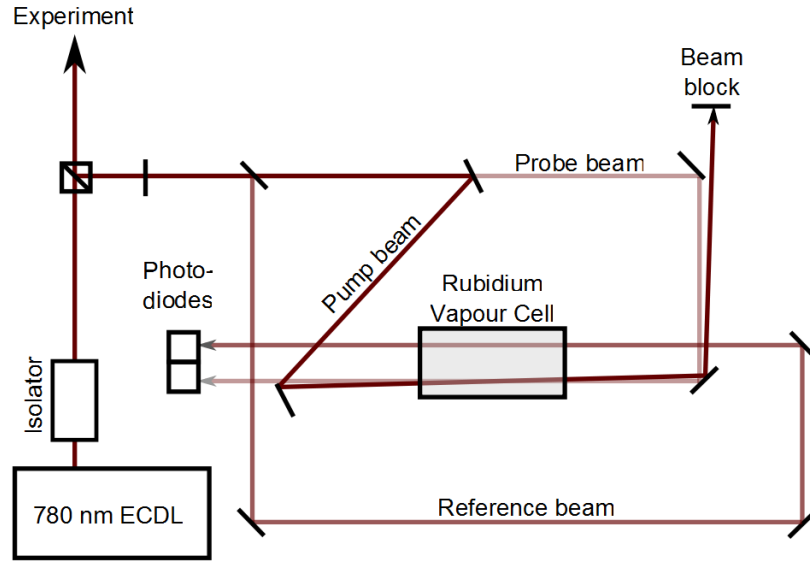 Experiment
Beam
block
Probe beam
Pump beam
Photo-
diodes
Rubidium
Vapour Cell
Isolator
780 nm ECDL
Reference beam